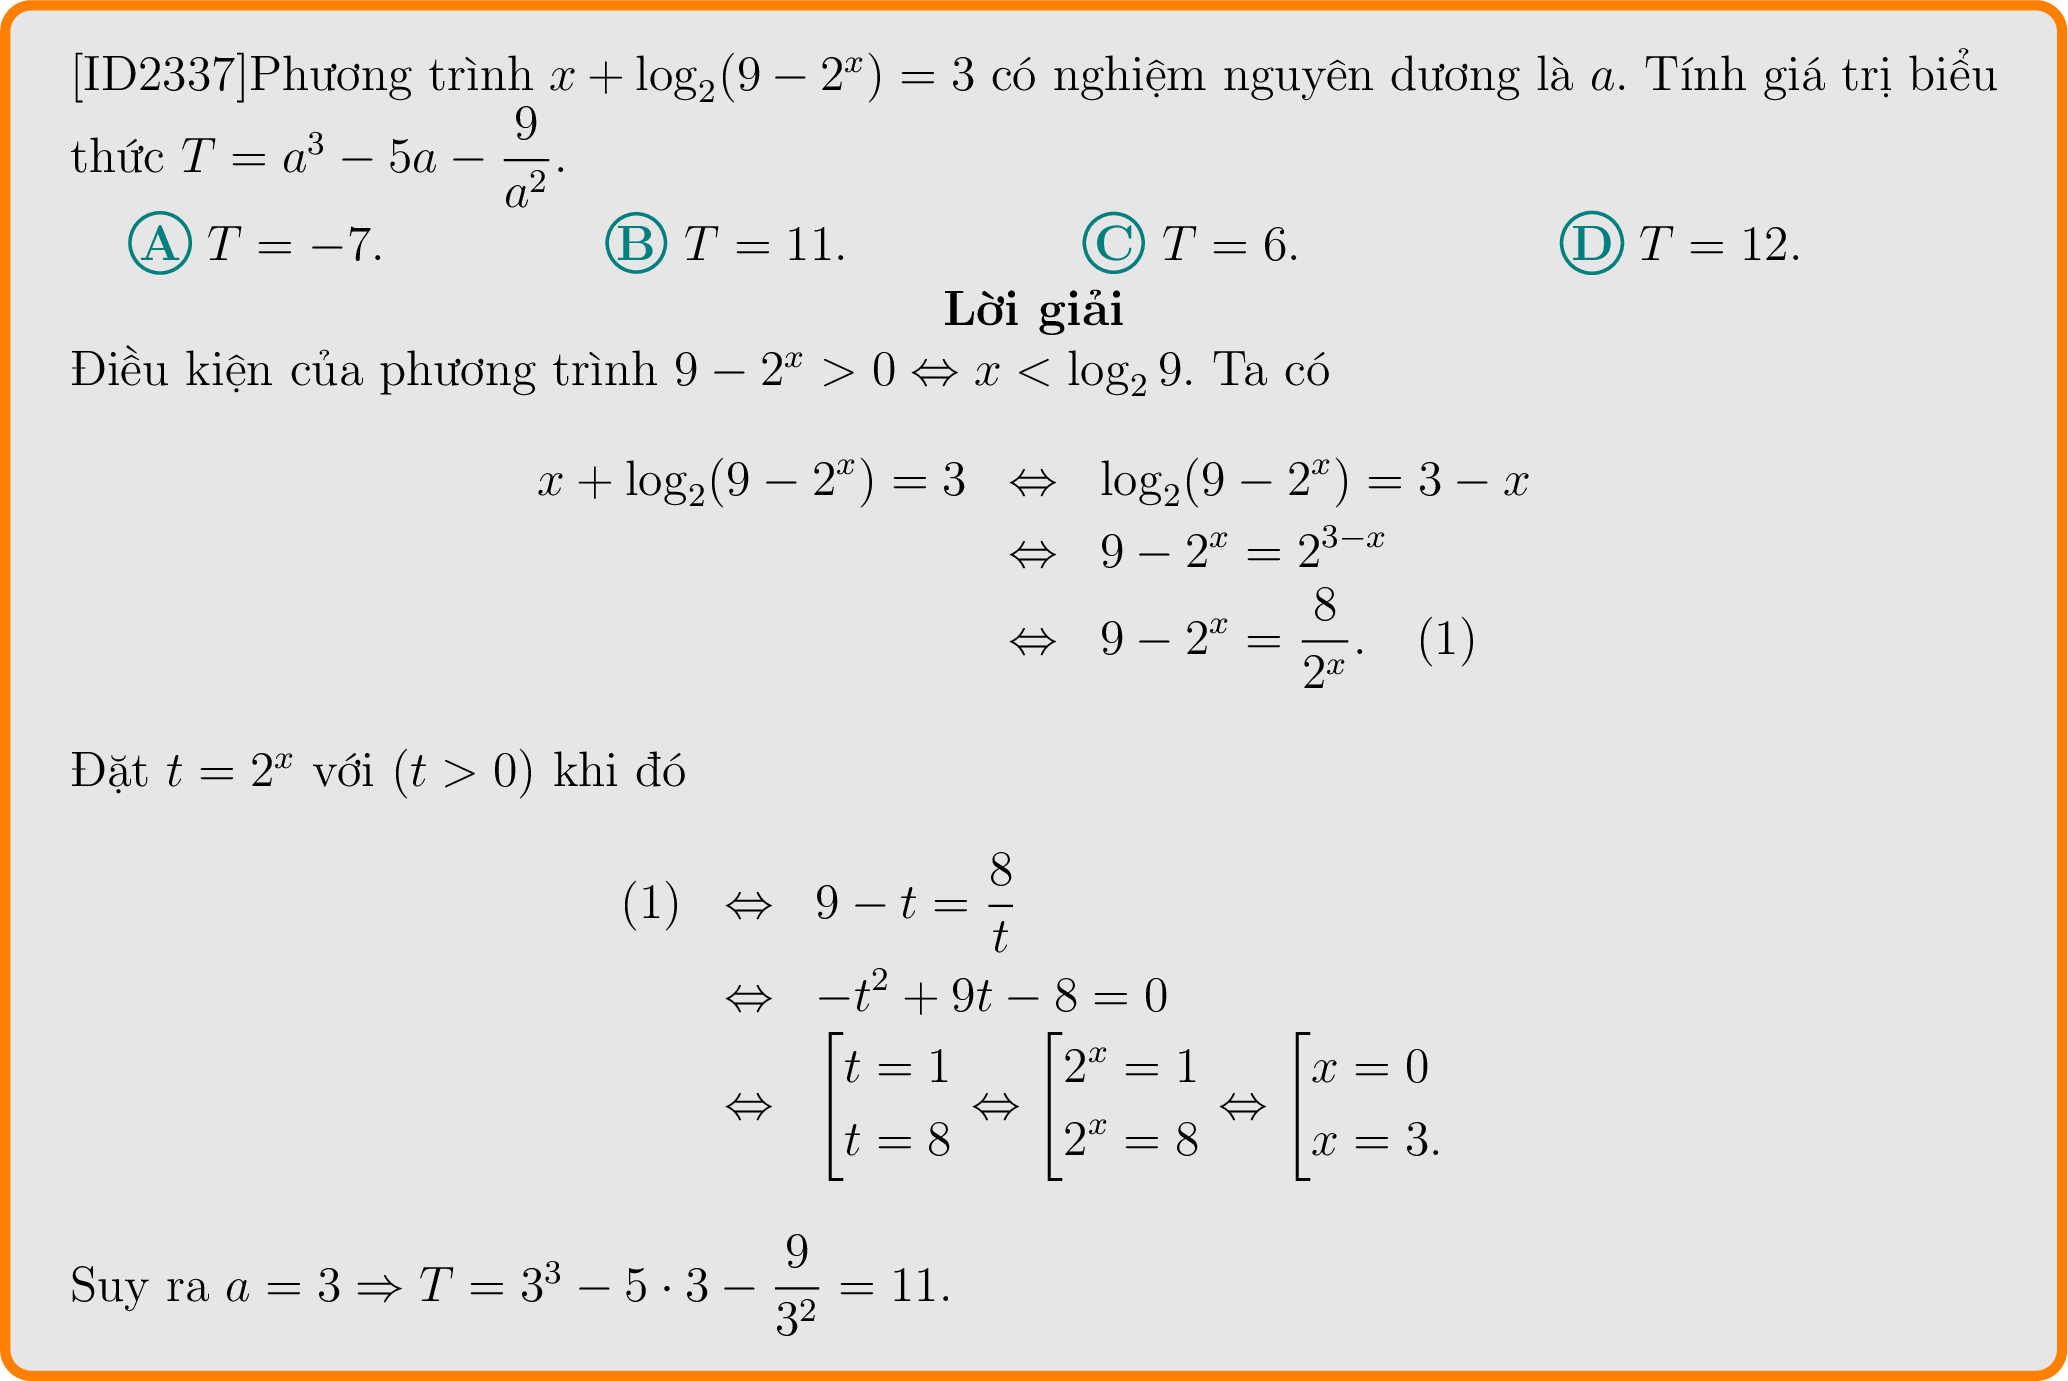 [ID2337]Phương trình $x + \log_2(9 - 2^x) = 3$ có nghiệm nguyên dương là $a$. Tính giá trị biểu
thức $T = a^3 - 5a - \dfrac{9}{a^2}$.
Ⓐ $T = -7$. Ⓑ $T = 11$. Ⓒ $T = 6$. Ⓓ $T = 12$.
Lời giải
Điều kiện của phương trình $9 - 2^x > 0 \Leftrightarrow x < \log_2 9$. Ta có
$x + \log_2(9 - 2^x) = 3 \Leftrightarrow \log_2(9 - 2^x) = 3 - x$
$\Leftrightarrow 9 - 2^x = 2^{3-x}$
$\Leftrightarrow 9 - 2^x = \dfrac{8}{2^x}. \quad (1)$
Đặt $t = 2^x$ với $(t > 0)$ khi đó
$(1) \Leftrightarrow 9 - t = \dfrac{8}{t}$
$\Leftrightarrow -t^2 + 9t - 8 = 0$
$\Leftrightarrow \left[\begin{array}{l} t = 1 \\ t = 8 \end{array}\right. \Leftrightarrow \left[\begin{array}{l} 2^x = 1 \\ 2^x = 8 \end{array}\right. \Leftrightarrow \left[\begin{array}{l} x = 0 \\ x = 3. \end{array}\right.$
Suy ra $a = 3 \Rightarrow T = 3^3 - 5 \cdot 3 - \dfrac{9}{3^2} = 11$.